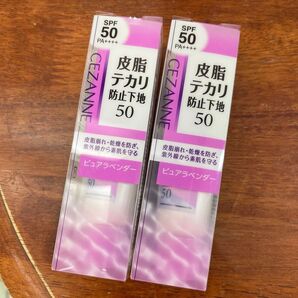 SPF
50
PA++++
CEZANNE
皮脂
テカリ
防止下地
50
皮脂崩れ・乾燥を防ぎ、
紫外線から素肌を守る
ピュアラベンダー
50
SPF
50
PA++++
CEZANNE
皮脂
テカリ
防止下地
50
皮脂崩れ・乾燥を防ぎ、
紫外線から素肌を守る
ピュアラベンダー
50